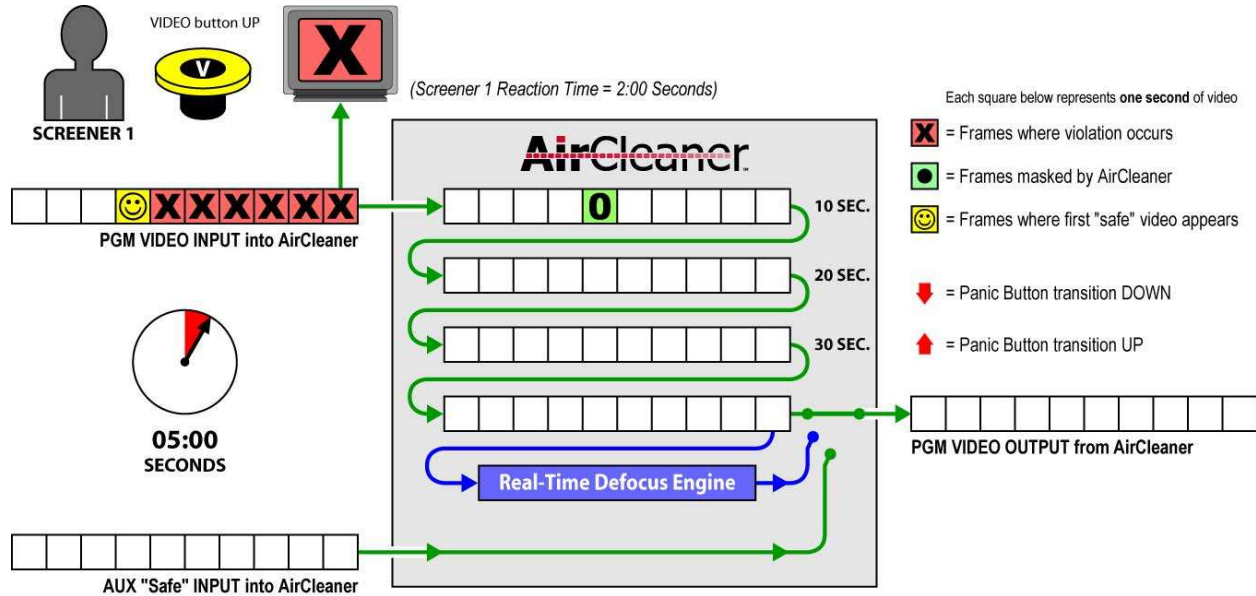 VIDEO button UP
V
X
SCREENER 1
(Screener 1 Reaction Time = 2:00 Seconds)
Each square below represents one second of video
X = Frames where violation occurs
= Frames masked by AirCleaner
= Frames where first "safe" video appears
= Panic Button transition DOWN
= Panic Button transition UP
X X X X X X
PGM VIDEO INPUT into AirCleaner
AirCleaner™
0
10 SEC.
20 SEC.
30 SEC.
05:00
SECONDS
Real-Time Defocus Engine
PGM VIDEO OUTPUT from AirCleaner
AUX "Safe" INPUT into AirCleaner